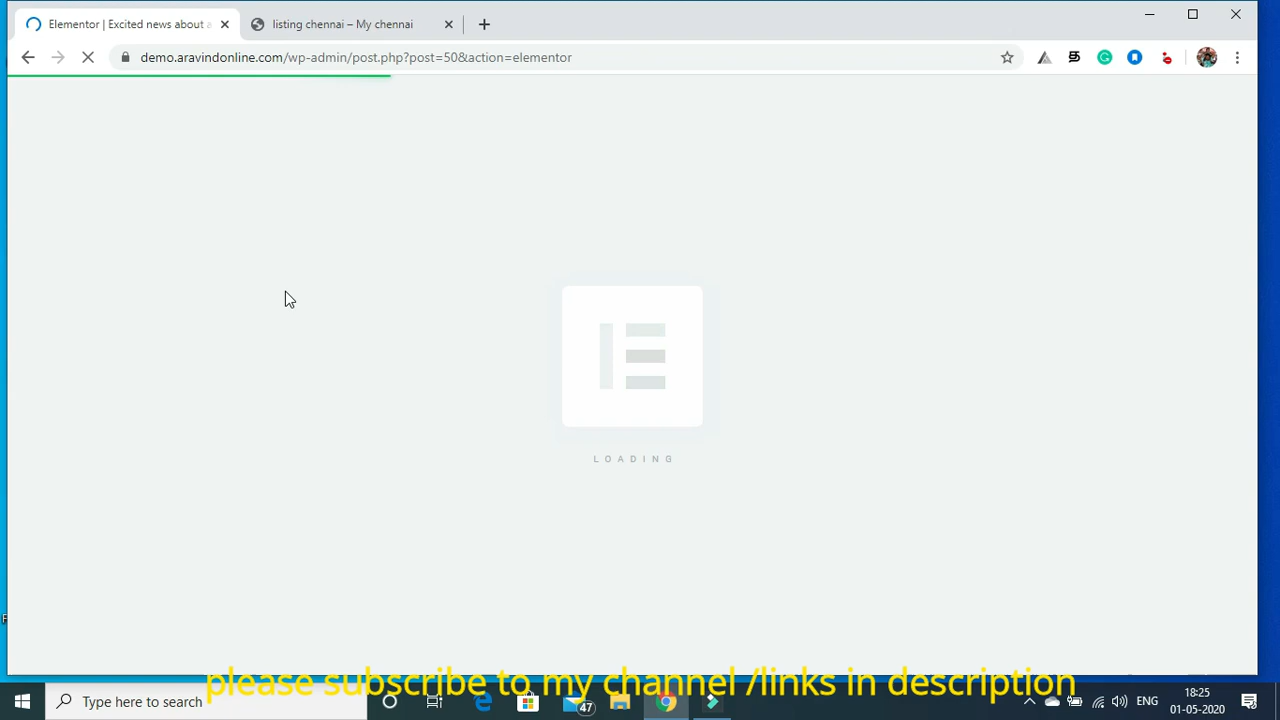 Elementor | Excited news about a
listing chennai – My chennai
demo.aravindonline.com/wp-admin/post.php?post=50&action=elementor
LOADING
please subscribe to my channel /links in description
Type here to search
47
ENG
18:25
01-05-2020